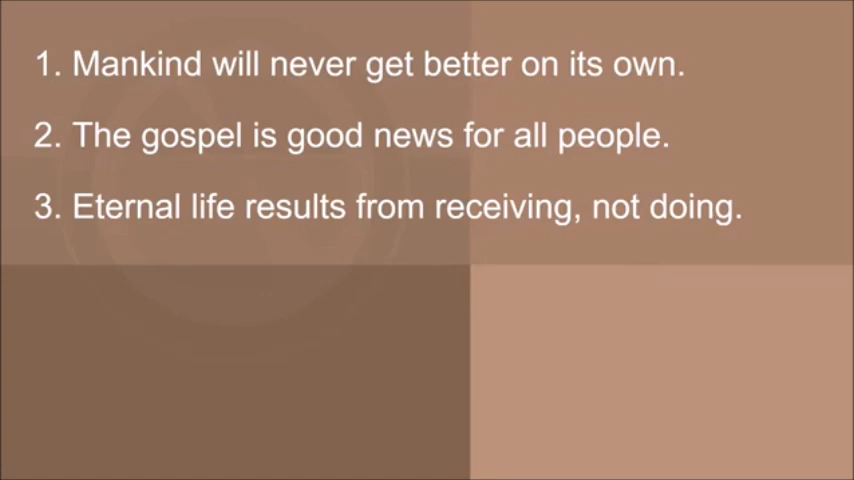 1. Mankind will never get better on its own.
2. The gospel is good news for all people.
3. Eternal life results from receiving, not doing.